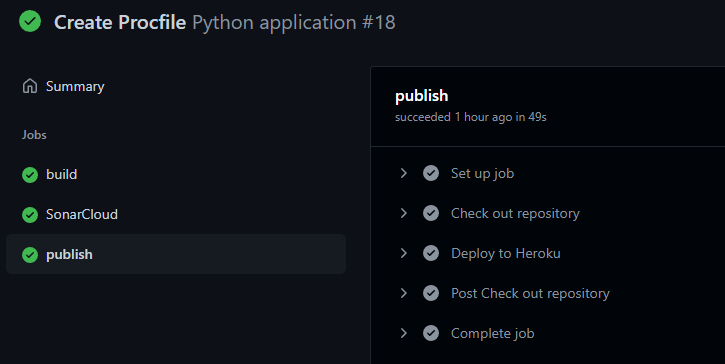 Create Procfile Python application #18
Summary
Jobs
build
SonarCloud
publish
publish
succeeded 1 hour ago in 49s
Set up job
Check out repository
Deploy to Heroku
Post Check out repository
Complete job